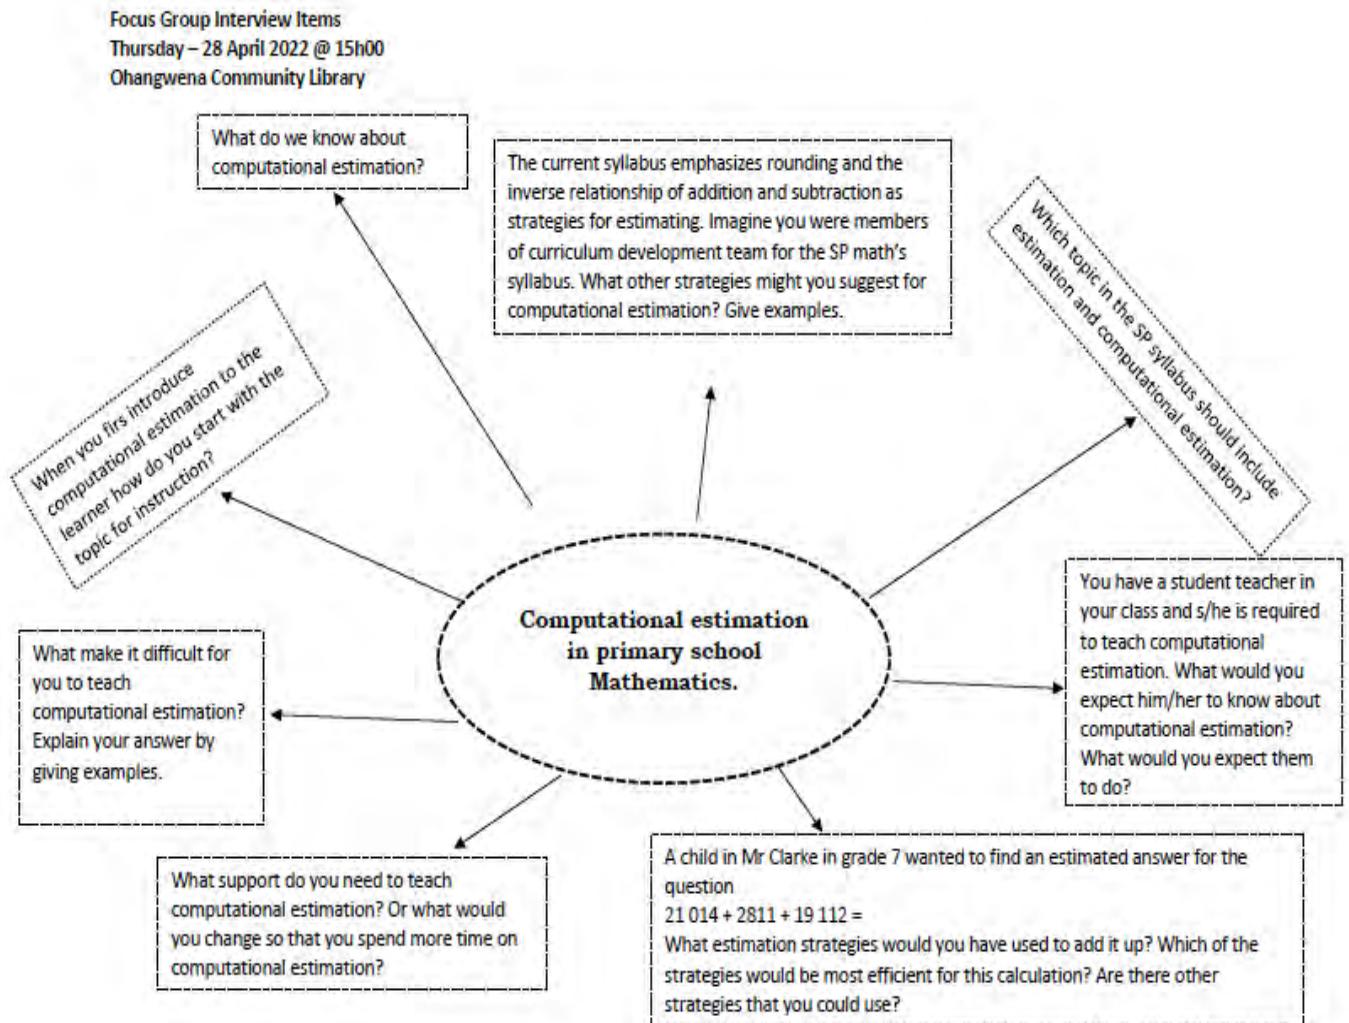 Focus Group Interview Items
Thursday – 28 April 2022 @ 15h00
Ohangwena Community Library
What do we know about
computational estimation?
The current syllabus emphasizes rounding and the
inverse relationship of addition and subtraction as
strategies for estimating. Imagine you were members
of curriculum development team for the SP math's
syllabus. What other strategies might you suggest for
computational estimation? Give examples.
Which topic in the SP syllabus should include
estimation and computational estimation?
When you firs introduce
computational estimation to the
learner how do you start with the
topic for instruction?
Computational estimation
in primary school
Mathematics.
You have a student teacher in
your class and s/he is required
to teach computational
estimation. What would you
expect him/her to know about
computational estimation?
What would you expect them
to do?
What make it difficult for
you to teach
computational estimation?
Explain your answer by
giving examples.
What support do you need to teach
computational estimation? Or what would
you change so that you spend more time on
computational estimation?
A child in Mr Clarke in grade 7 wanted to find an estimated answer for the
question
21 014 + 2811 + 19 112 =
What estimation strategies would you have used to add it up? Which of the
strategies would be most efficient for this calculation? Are there other
strategies that you could use?